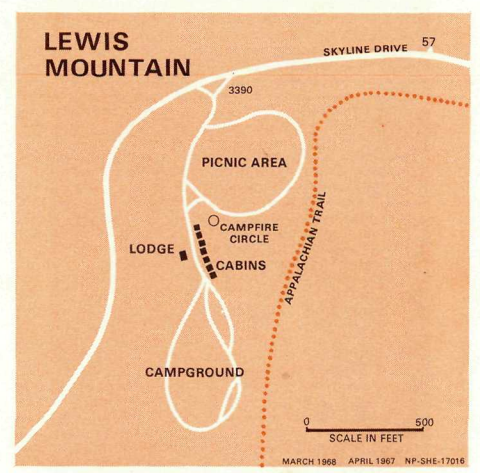 LEWIS
MOUNTAIN
SKYLINE DRIVE
57
3390
PICNIC AREA
CAMPFIRE
CIRCLE
LODGE
CABINS
APPALACHIAN TRAIL
CAMPGROUND
0 500
SCALE IN FEET
MARCH 1968 APRIL 1967 NP-SHE-17016